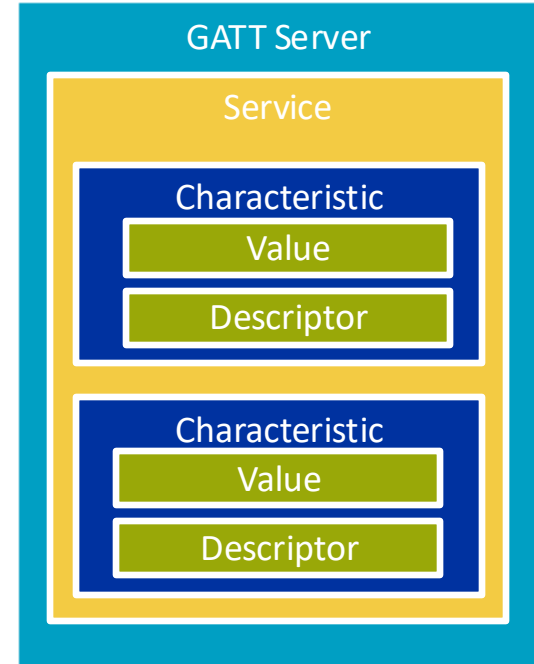 GATT Server
Service
Characteristic
Value
Descriptor
Characteristic
Value
Descriptor